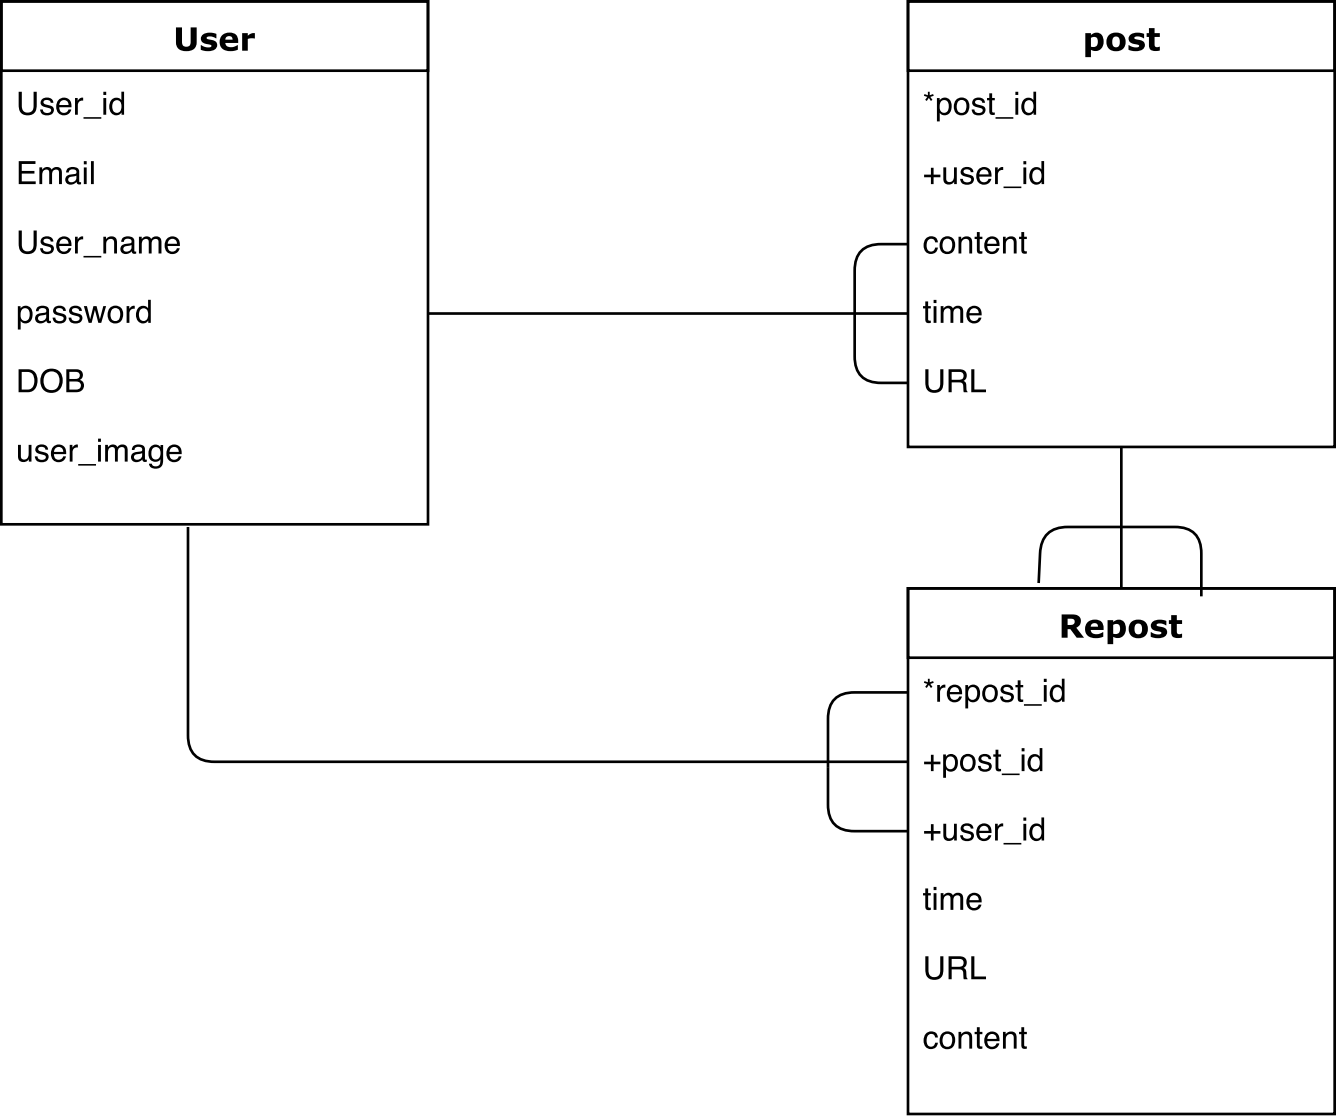 User
User_id
Email
User_name
password
DOB
user_image
post
*post_id
+user_id
content
time
URL
Repost
*repost_id
+post_id
+user_id
time
URL
content